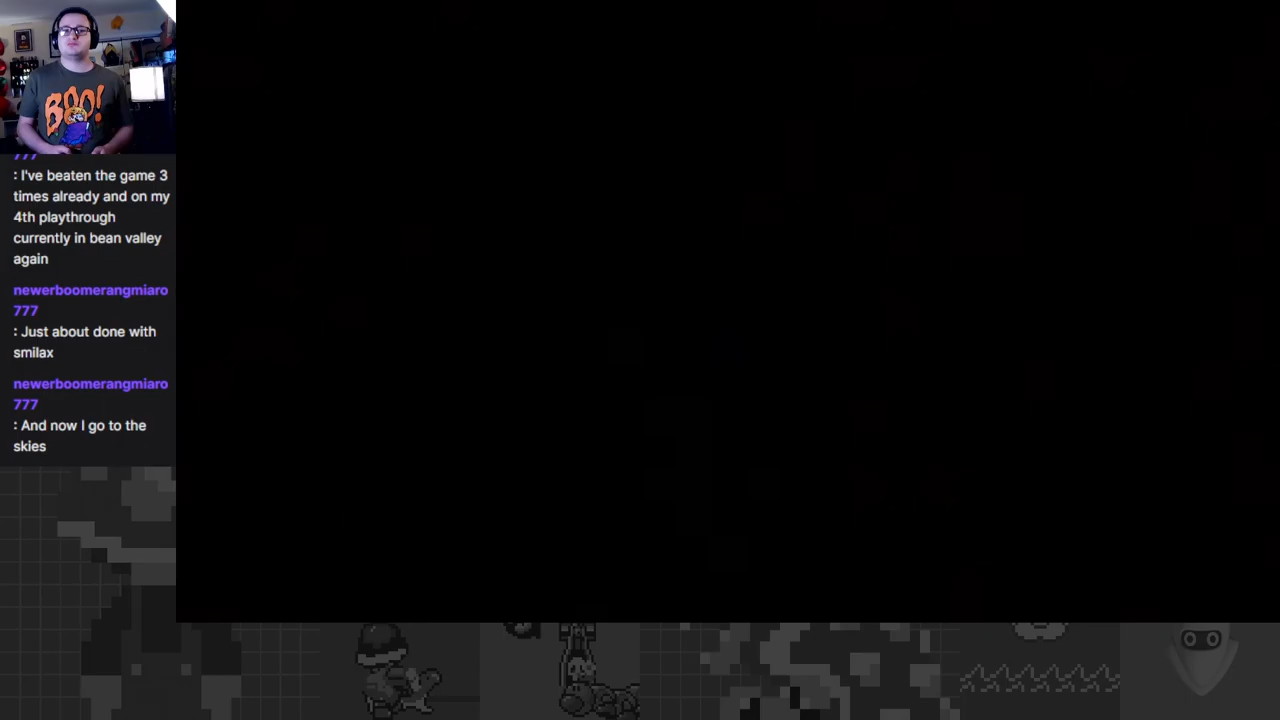 BOO!
777
: I've beaten the game 3
times already and on my
4th playthrough
currently in bean valley
again
newerboomerangmiaro
777
: Just about done with
smilax
newerboomerangmiaro
777
: And now I go to the
skies